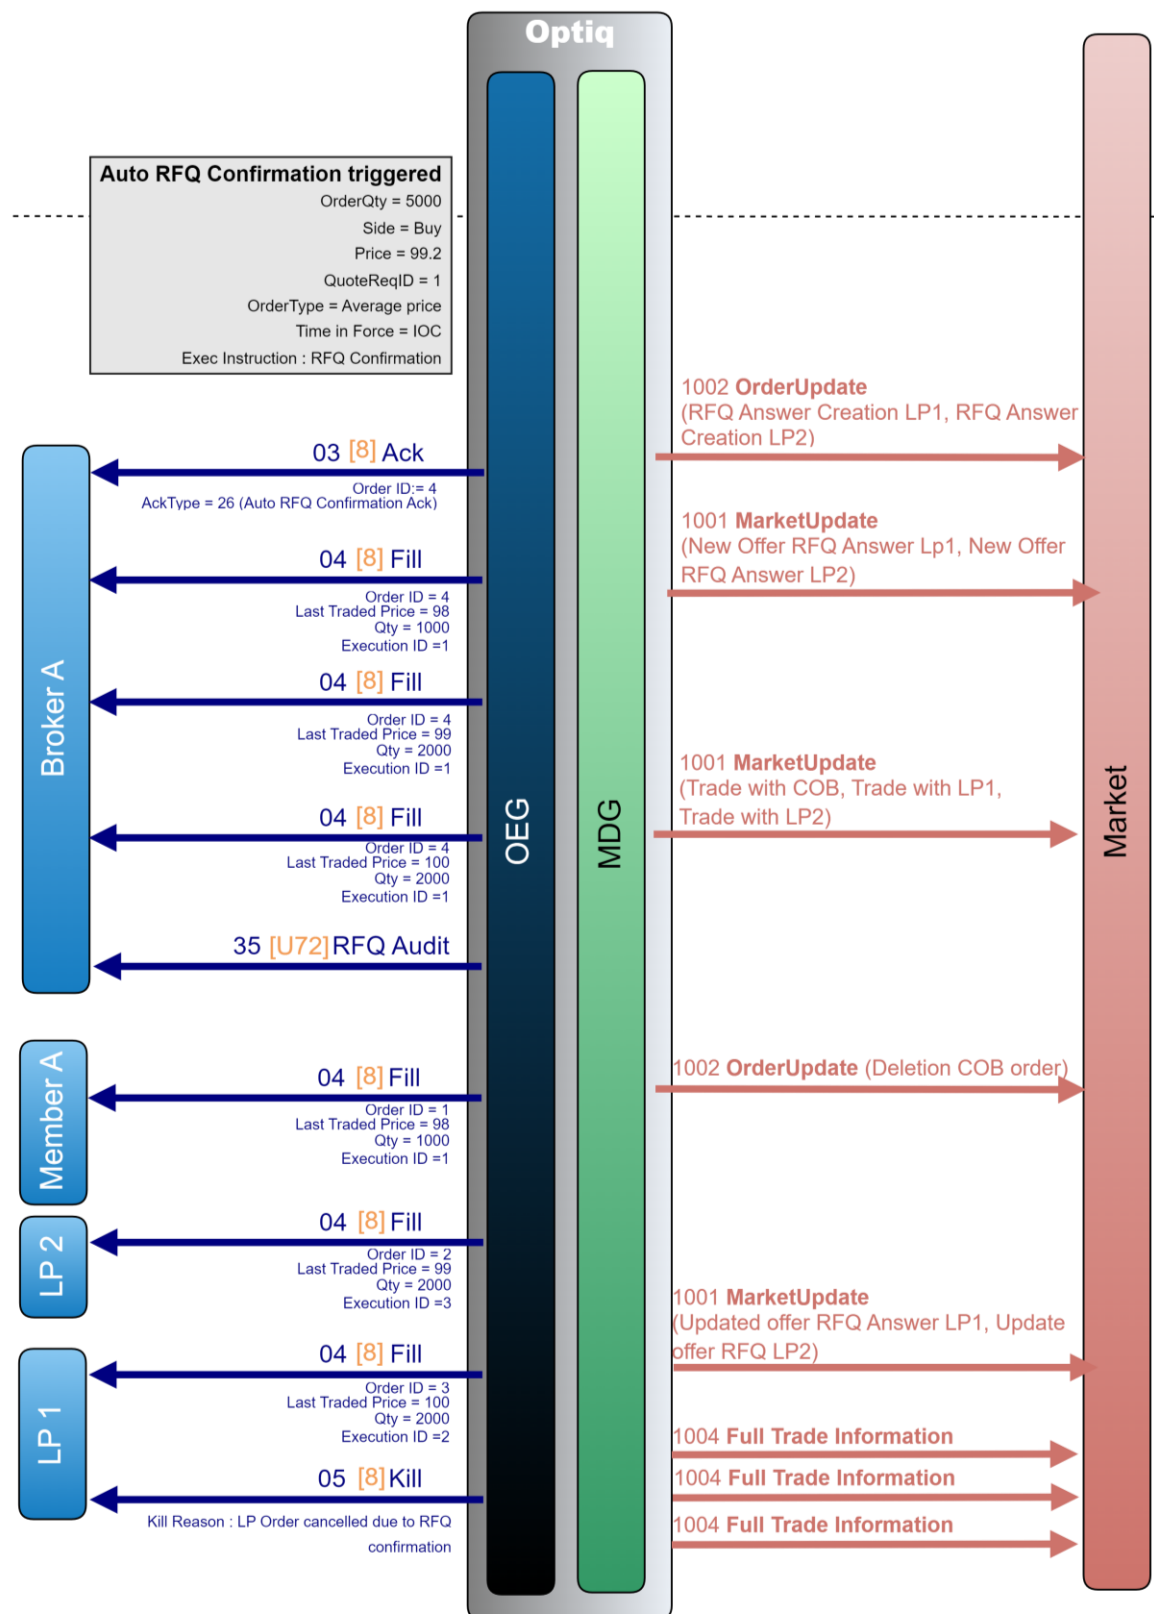 Optiq
Auto RFQ Confirmation triggered
OrderQty = 5000
Side = Buy
Price = 99.2
QuoteReqID = 1
OrderType = Average price
Time in Force = IOC
Exec Instruction : RFQ Confirmation
1002 OrderUpdate
(RFQ Answer Creation LP1, RFQ Answer
Creation LP2)
03 [8] Ack
Order ID:= 4
AckType = 26 (Auto RFQ Confirmation Ack)
1001 MarketUpdate
(New Offer RFQ Answer Lp1, New Offer
RFQ Answer LP2)
04 [8] Fill
Order ID = 4
Last Traded Price = 98
Qty = 1000
Execution ID =1
04 [8] Fill
Order ID = 4
Last Traded Price = 99
Qty = 2000
Execution ID =1
Broker A
1001 MarketUpdate
(Trade with COB, Trade with LP1,
Trade with LP2)
04 [8] Fill
Order ID = 4
Last Traded Price = 100
Qty = 2000
Execution ID =1
OEG
MDG
Market
35 [U72] RFQ Audit
Member A
04 [8] Fill
Order ID = 1
Last Traded Price = 98
Qty = 1000
Execution ID =1
1002 OrderUpdate (Deletion COB order)
LP 2
04 [8] Fill
Order ID = 2
Last Traded Price = 99
Qty = 2000
Execution ID =3
1001 MarketUpdate
(Updated offer RFQ Answer LP1, Update
offer RFQ LP2)
LP 1
04 [8] Fill
Order ID = 3
Last Traded Price = 100
Qty = 2000
Execution ID =2
05 [8] Kill
Kill Reason : LP Order cancelled due to RFQ
confirmation
1004 Full Trade Information
1004 Full Trade Information
1004 Full Trade Information